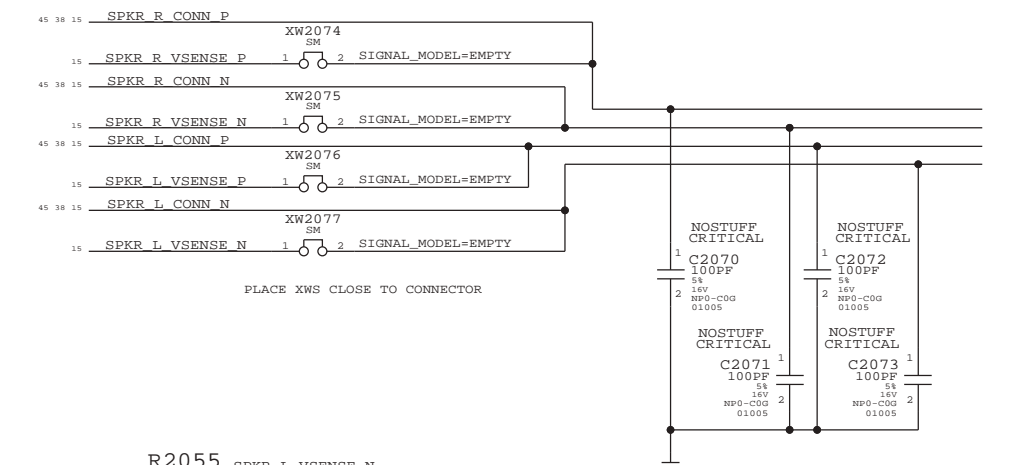 45 38 15 SPKR_R_CONN_P
XW2074
SM
15 SPKR_R_VSENSE_P 1 2 SIGNAL_MODEL=EMPTY
45 38 15 SPKR_R_CONN_N
XW2075
SM
15 SPKR_R_VSENSE_N 1 2 SIGNAL_MODEL=EMPTY
45 38 15 SPKR_L_CONN_P
XW2076
SM
15 SPKR_L_VSENSE_P 1 2 SIGNAL_MODEL=EMPTY
45 38 15 SPKR_L_CONN_N
XW2077
SM
15 SPKR_L_VSENSE_N 1 2 SIGNAL_MODEL=EMPTY
PLACE XWS CLOSE TO CONNECTOR
NOSTUFF
CRITICAL
1
C2070
100PF
5%
16V
2
NP0-C0G
01005
NOSTUFF
CRITICAL
1
C2072
100PF
5%
16V
2
NP0-C0G
01005
NOSTUFF
CRITICAL
1
C2071
100PF
5%
16V
2
NP0-C0G
01005
NOSTUFF
CRITICAL
1
C2073
100PF
5%
16V
2
NP0-C0G
01005
R2055 SPKR_L_VSENSE_N